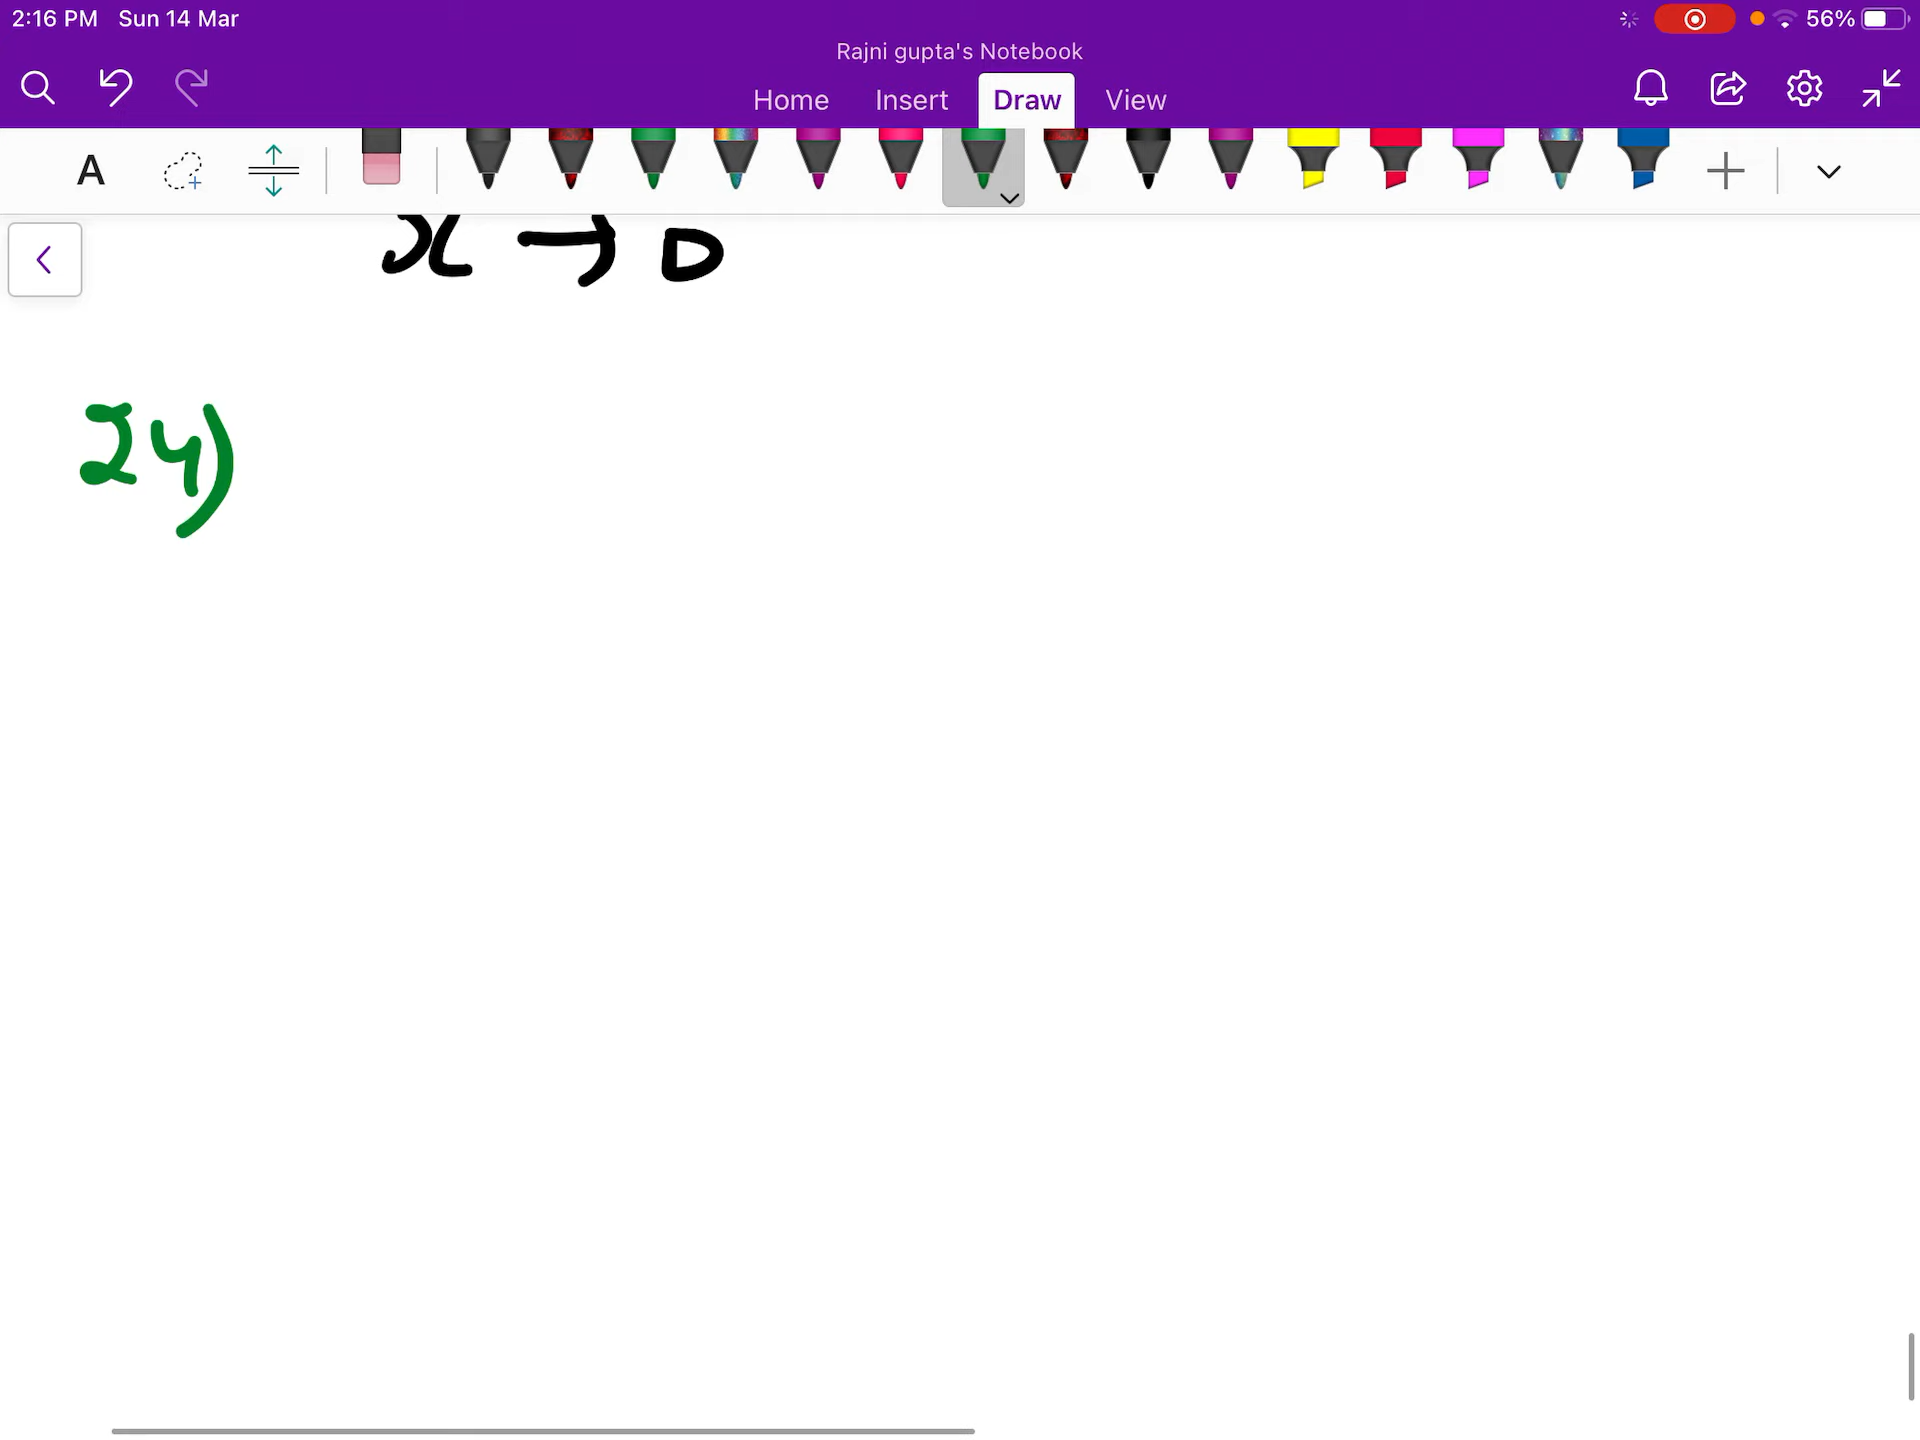 2:16 PM Sun 14 Mar
56%
Rajni gupta's Notebook
Home Insert Draw View
A
x → 0
24)